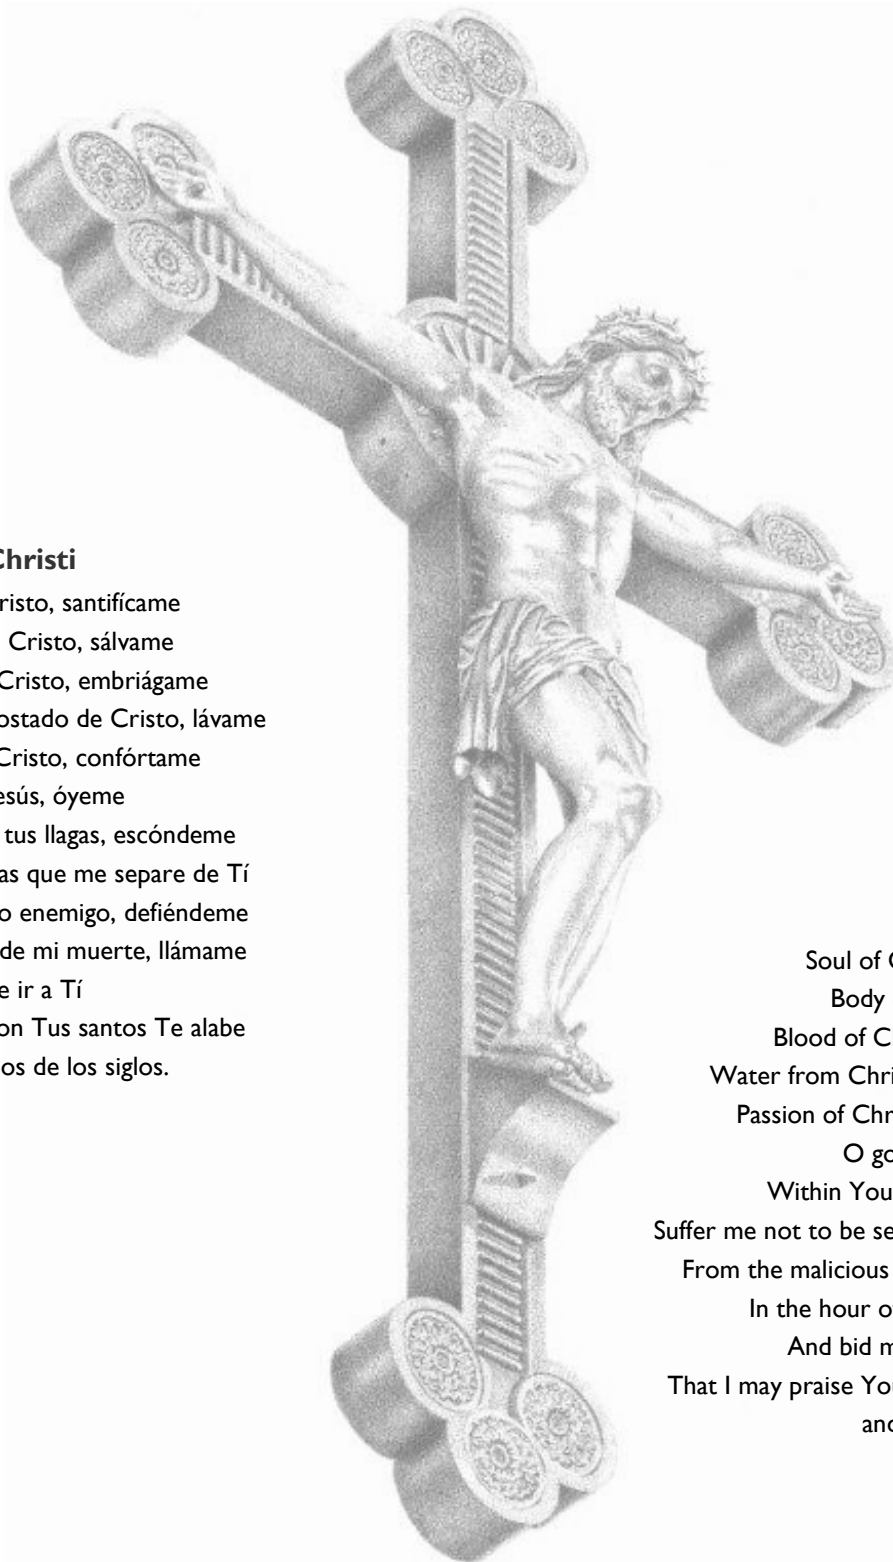 Christi
risto, santifícame
Cristo, sálvame
Cristo, embriágame
ostado de Cristo, lávame
Cristo, confórtame
esús, óyeme
tus llagas, escóndeme
as que me separe de Tí
o enemigo, defiéndeme
de mi muerte, llámame
e ir a Tí
on Tus santos Te alabe
os de los siglos.
Soul of C
Body
Blood of C
Water from Chri
Passion of Chr
O go
Within You
Suffer me not to be se
From the malicious
In the hour o
And bid m
That I may praise You
and